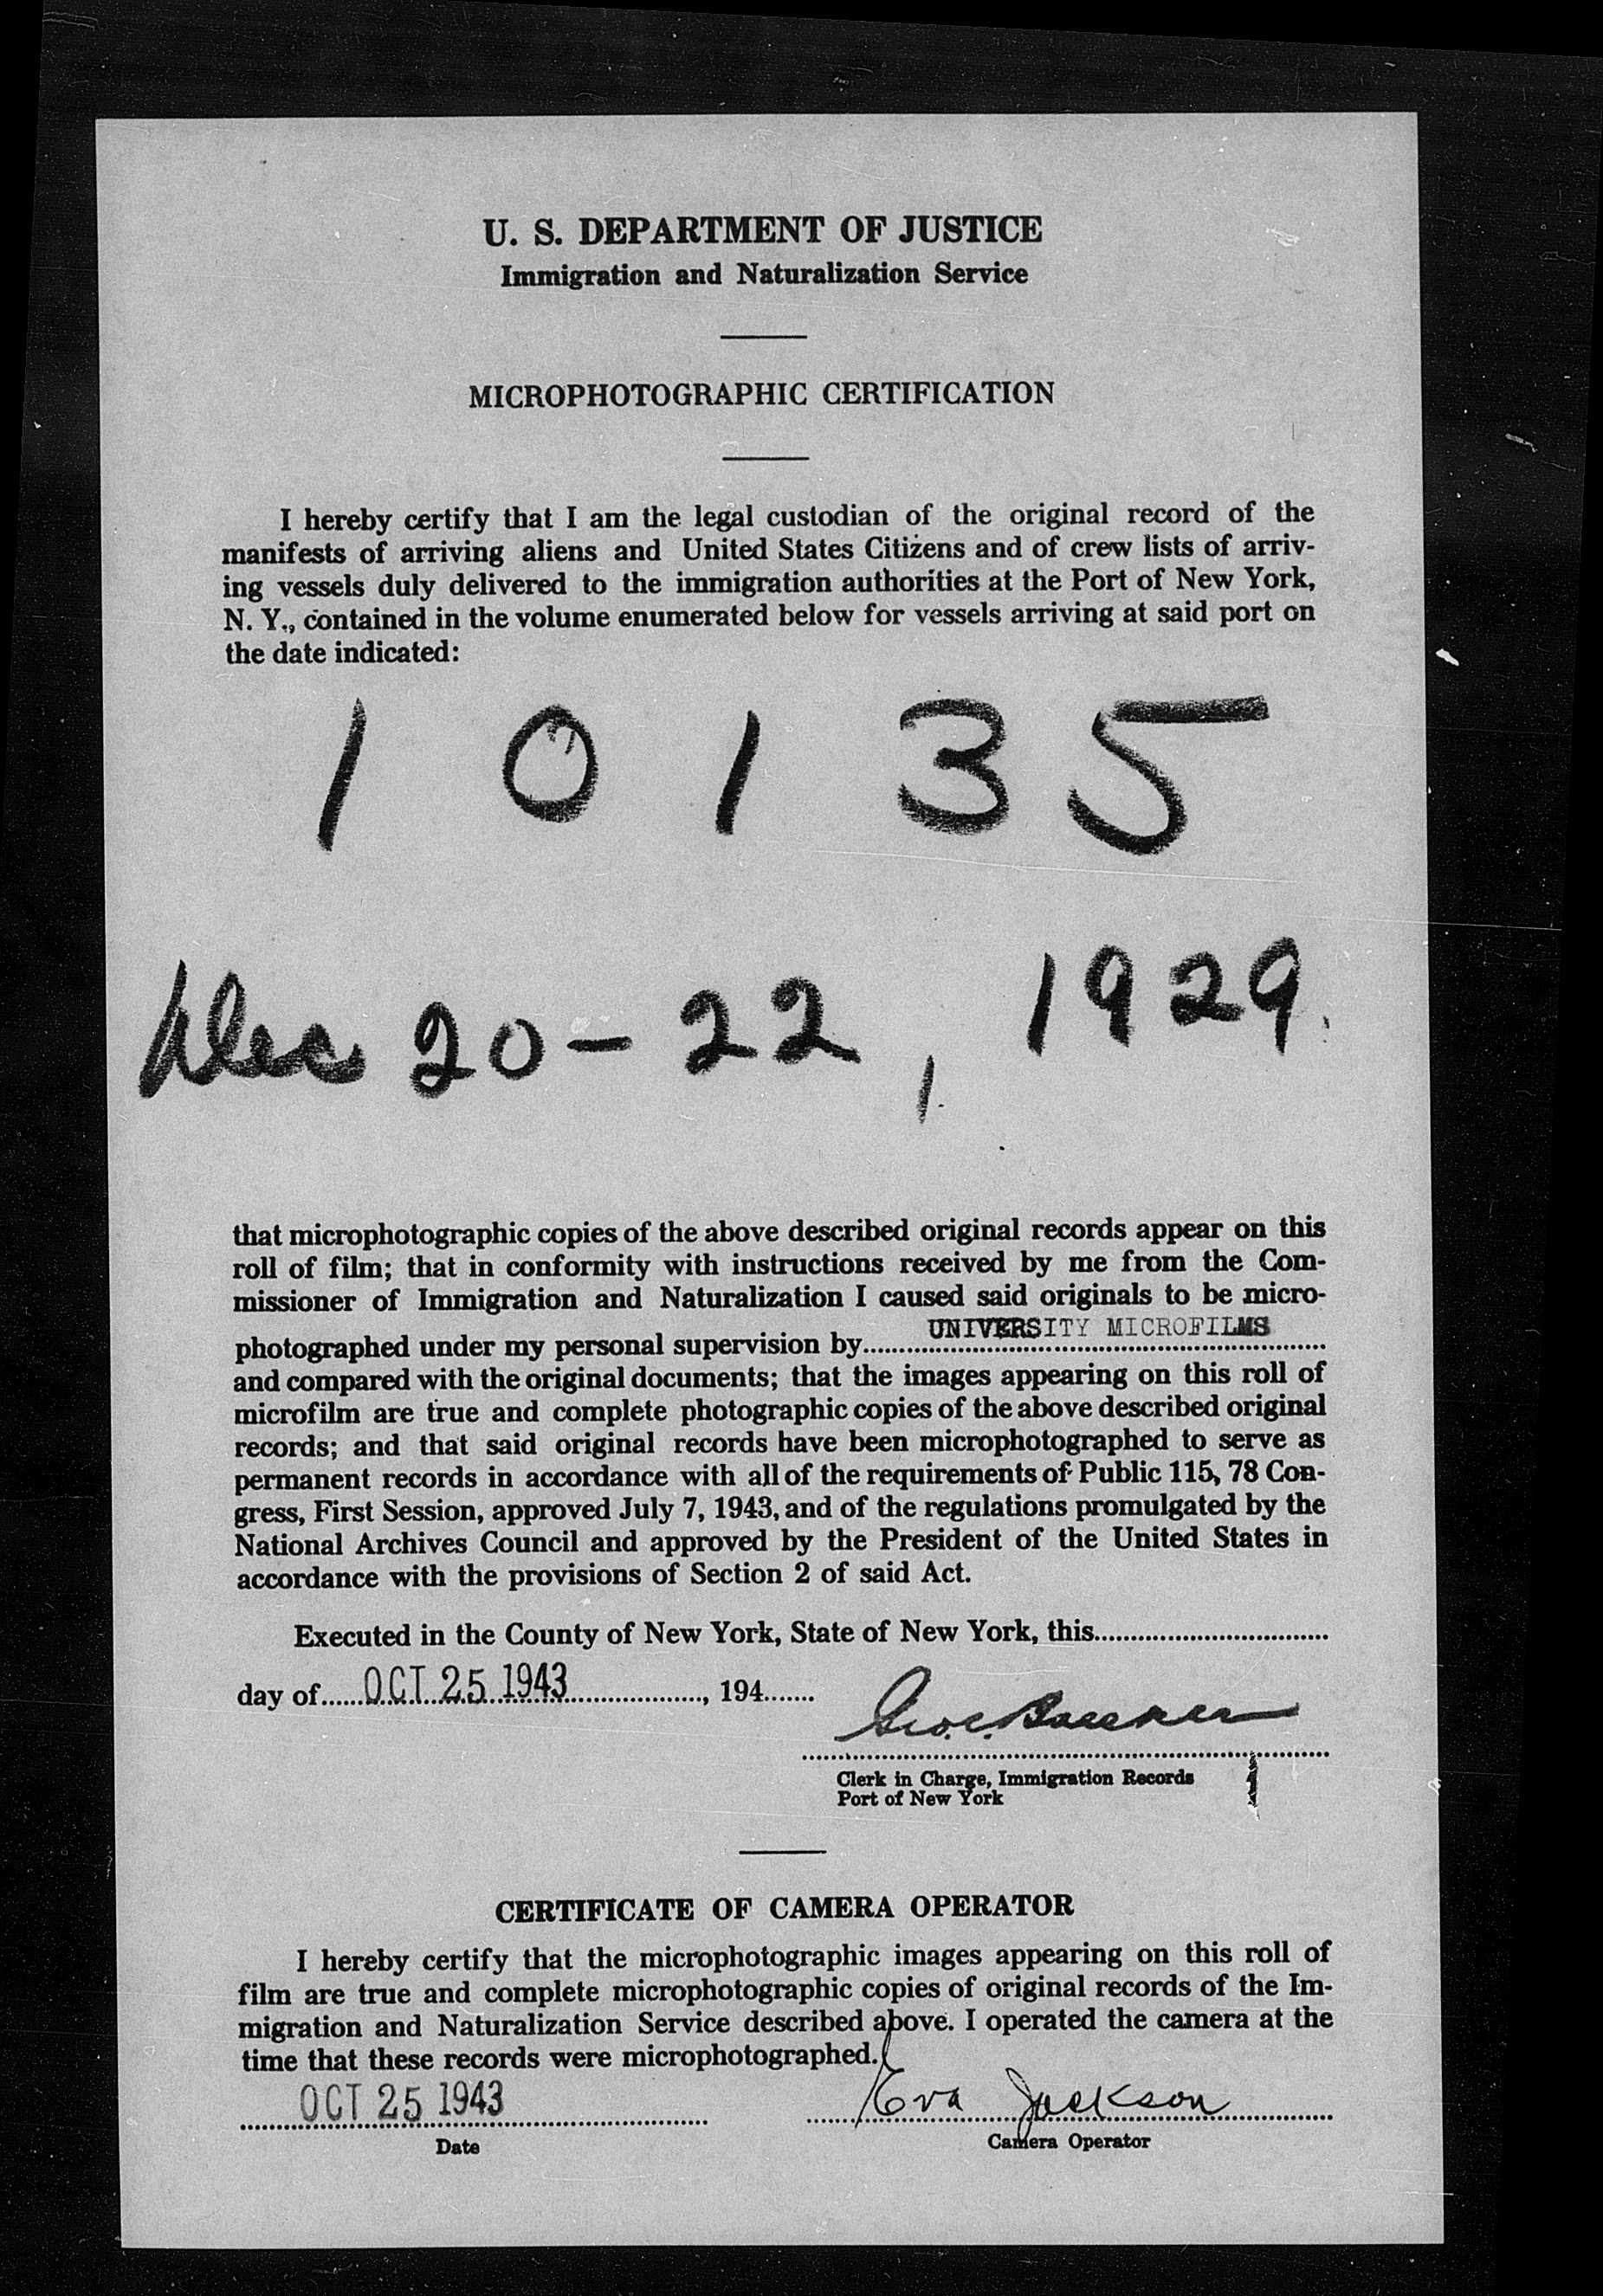 U. S. DEPARTMENT OF JUSTICE
Immigration and Naturalization Service
MICROPHOTOGRAPHIC CERTIFICATION
I hereby certify that I am the legal custodian of the original record of the
manifests of arriving aliens and United States Citizens and of crew lists of arriv-
ing vessels duly delivered to the immigration authorities at the Port of New York,
N. Y., contained in the volume enumerated below for vessels arriving at said port on
the date indicated:
10135
Dec 20-22, 1929.
that microphotographic copies of the above described original records appear on this
roll of film; that in conformity with instructions received by me from the Com-
missioner of Immigration and Naturalization I caused said originals to be micro-
photographed under my personal supervision by UNIVERSITY MICROFILMS
and compared with the original documents; that the images appearing on this roll of
microfilm are true and complete photographic copies of the above described original
records; and that said original records have been microphotographed to serve as
permanent records in accordance with all of the requirements of Public 115, 78 Con-
gress, First Session, approved July 7, 1943, and of the regulations promulgated by the
National Archives Council and approved by the President of the United States in
accordance with the provisions of Section 2 of said Act.
Executed in the County of New York, State of New York, this
day of OCT 25 1943, 194
Clerk in Charge, Immigration Records
Port of New York
CERTIFICATE OF CAMERA OPERATOR
I hereby certify that the microphotographic images appearing on this roll of
film are true and complete microphotographic copies of original records of the Im-
migration and Naturalization Service described above. I operated the camera at the
time that these records were microphotographed.
OCT 25 1943 Eva Jackson
Date Camera Operator